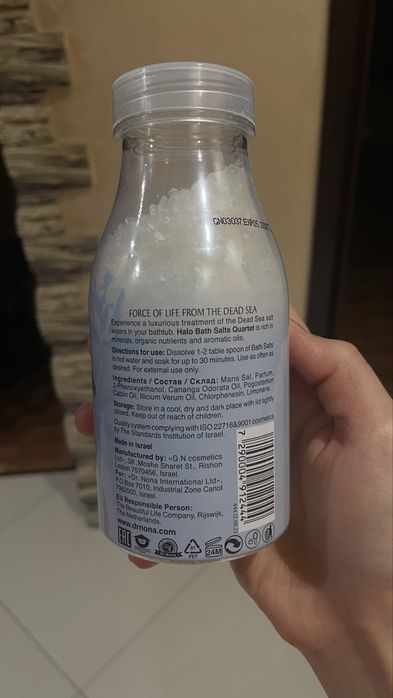 GN03037 EXP05
FORCE OF LIFE FROM THE DEAD SEA
Experience a luxurious treatment of the Dead Sea salt
waters in your bathtub. Halo Bath Salts Quartet is rich in
minerals, organic nutrients and aromatic oils.
Directions for use: Dissolve 1-2 table spoon of Bath Salts
in hot water and soak for up to 30 minutes. Use as often as
desired. For external use only.
Ingredients / Состав / Склад: Maris Sal, Parfum,
2-Phenoxyethanol, Cananga Odorata Oil, Pogostemon
Cablin Oil, Illicium Verum Oil, Chlorphenesin, Limonene.
Storage: Store in a cool, dry and dark place with lid tightly
closed. Keep out of reach of children.
Quality system complying with ISO 22716&9001 cosmetics
by The Standards Institution of Israel.
Made in Israel
Manufactured by: «G.N cosmetics
Ltd», 38 ,Moshe Sharet St., Rishon
Lezion 7570456, Israel.
For: «Dr. Nona International Ltd»,
P.O.Box 7010, Industrial Zone Canot
7982500, Israel.
EU Responsible Person:
The Beautiful Life Company, Rijswijk,
The Netherlands.
www.drnona.com
7 290004 912444
EAC
01
PET
24M